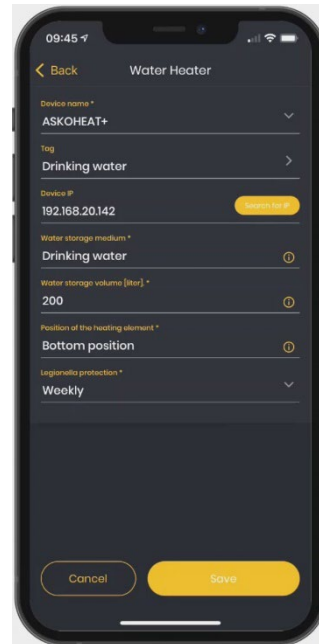 09:45
Back
Water Heater
Device name *
ASKOHEAT+
Tag
Drinking water
Device IP
192.168.20.142
Search for IP
Water storage medium *
Drinking water
Water storage volume [liter]. *
200
Position of the heating element *
Bottom position
Legionella protection *
Weekly
Cancel
Save